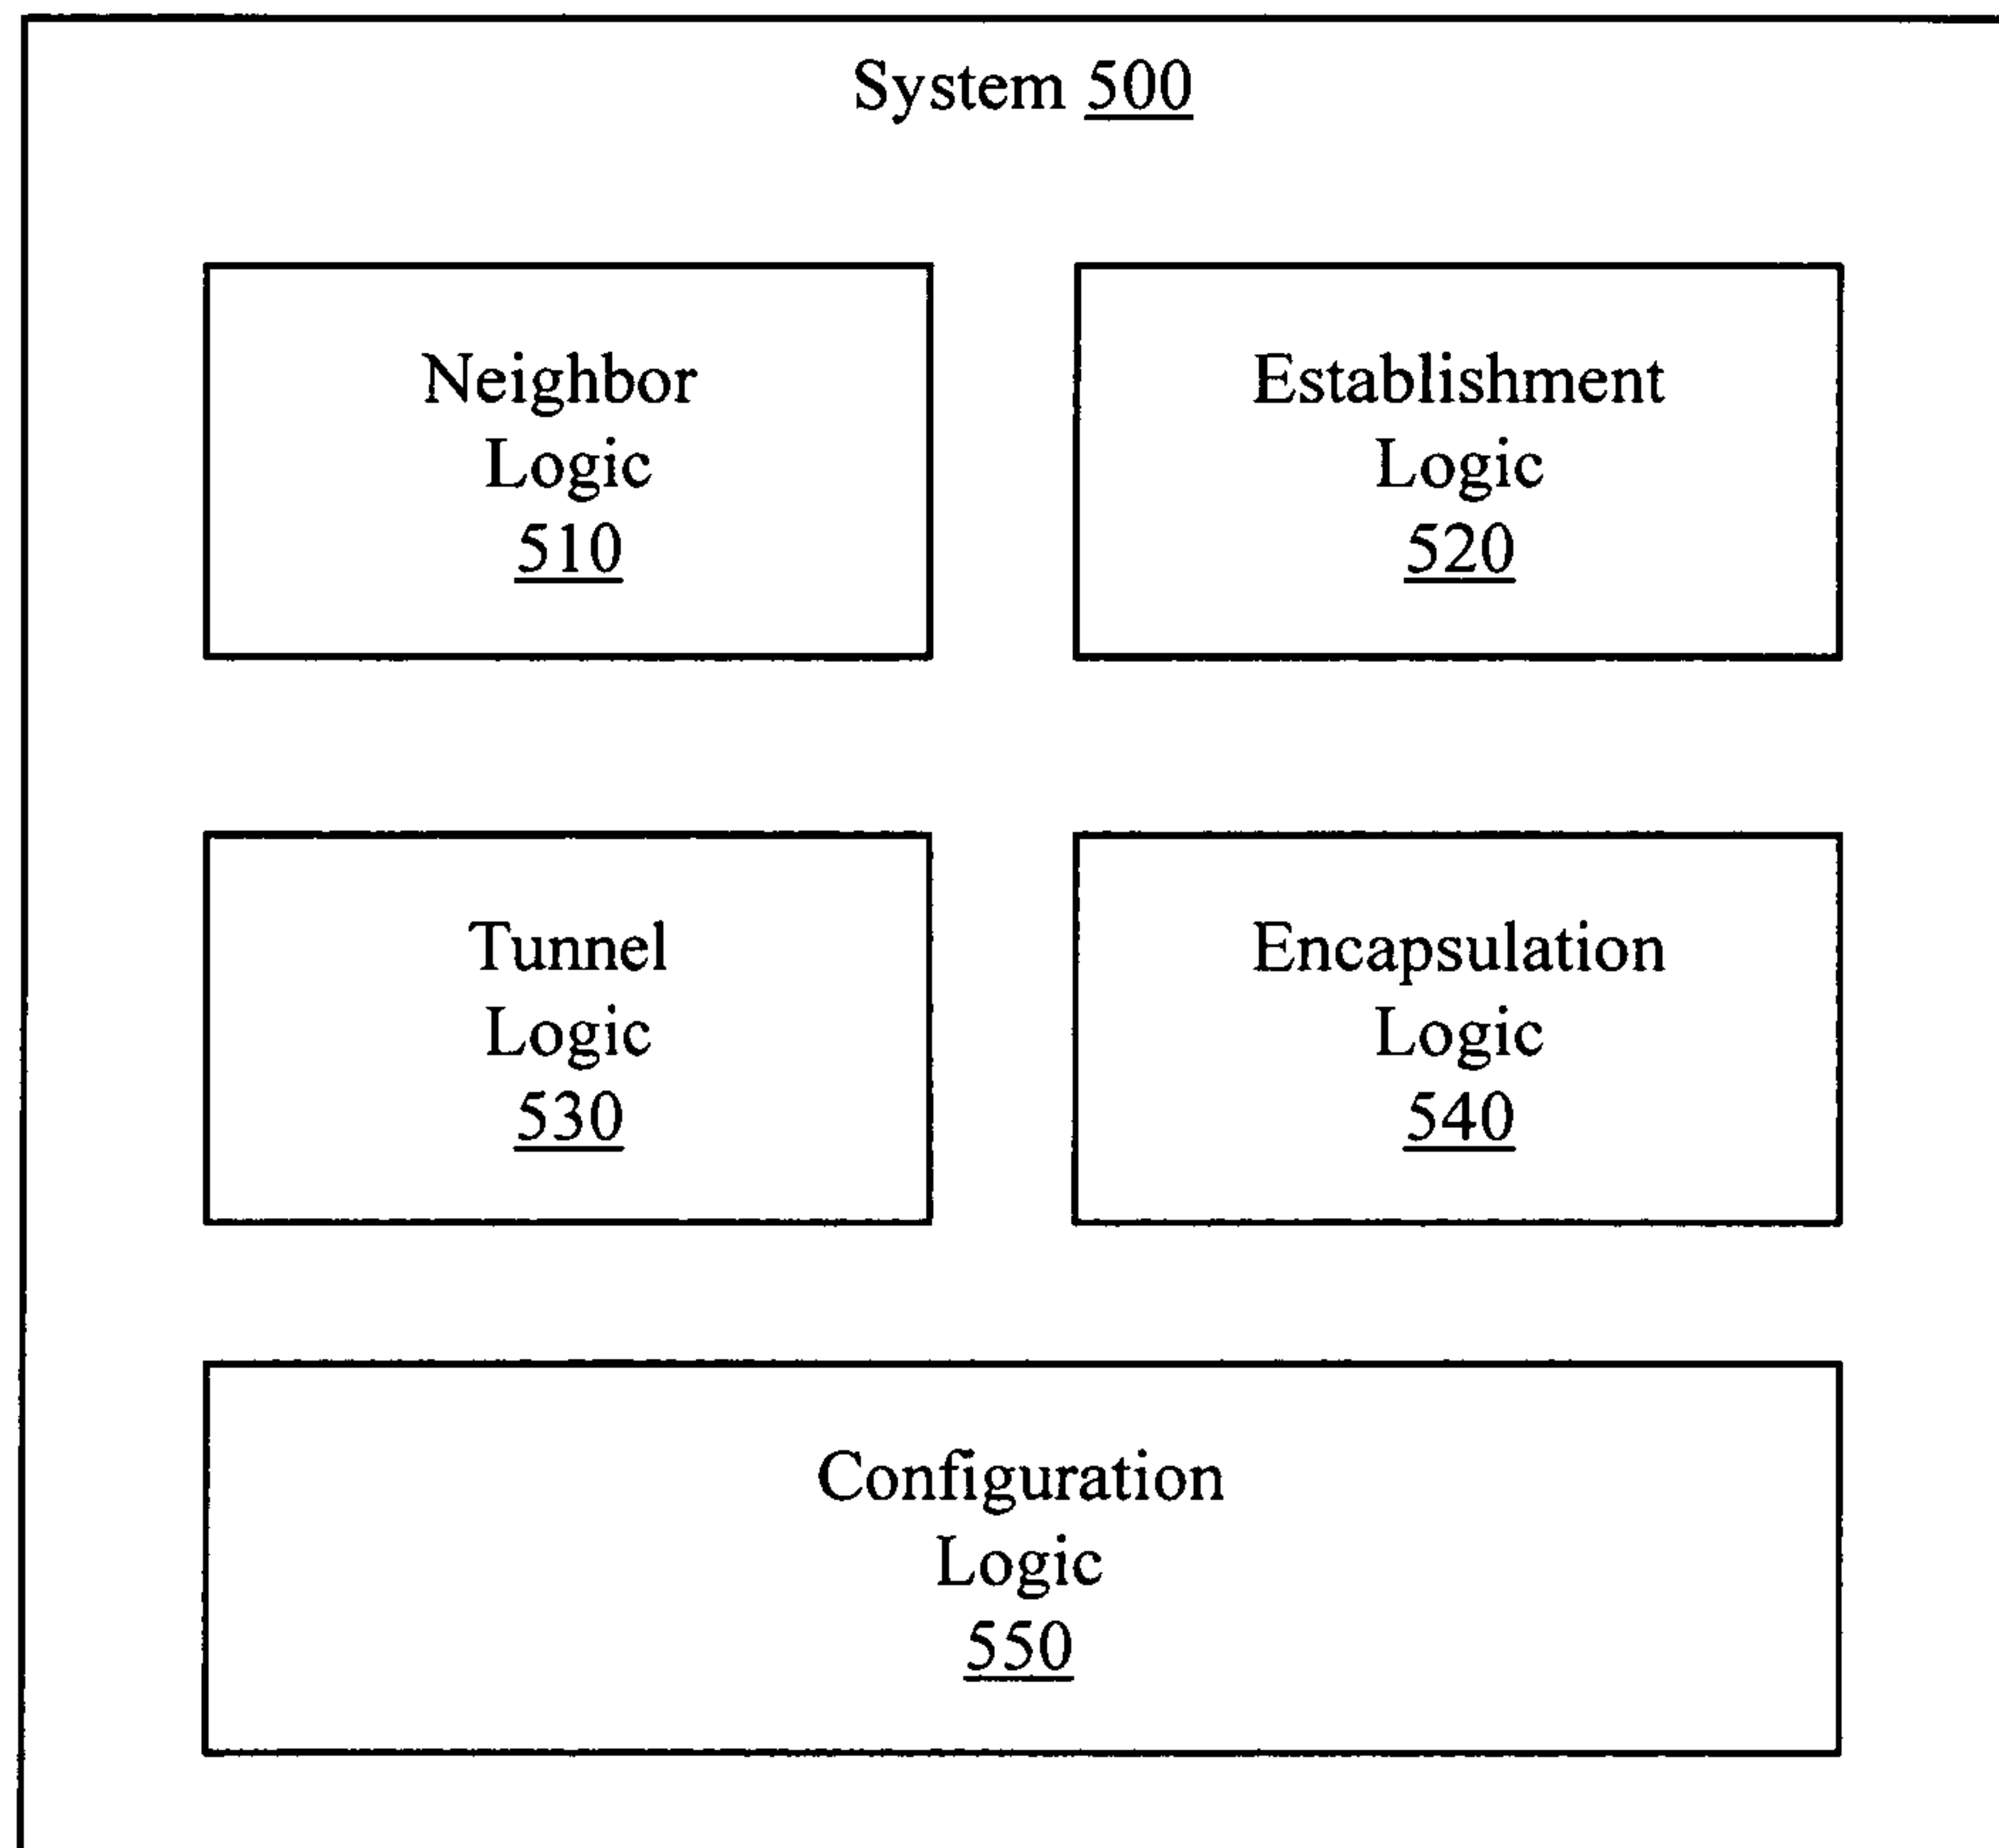 System 500
Neighbor
Logic
510
Establishment
Logic
520
Tunnel
Logic
530
Encapsulation
Logic
540
Configuration
Logic
550